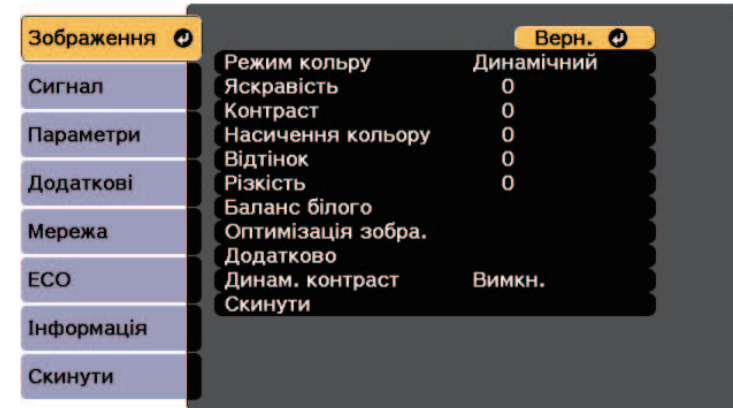 Зображення
Сигнал
Параметри
Додаткові
Мережа
ECO
Інформація
Скинути
Верн.
Режим кольру Динамічний
Яскравість 0
Контраст 0
Насичення кольору 0
Відтінок 0
Різкість 0
Баланс білого
Оптимізація зобра.
Додатково
Динам. контраст Вимкн.
Скинути